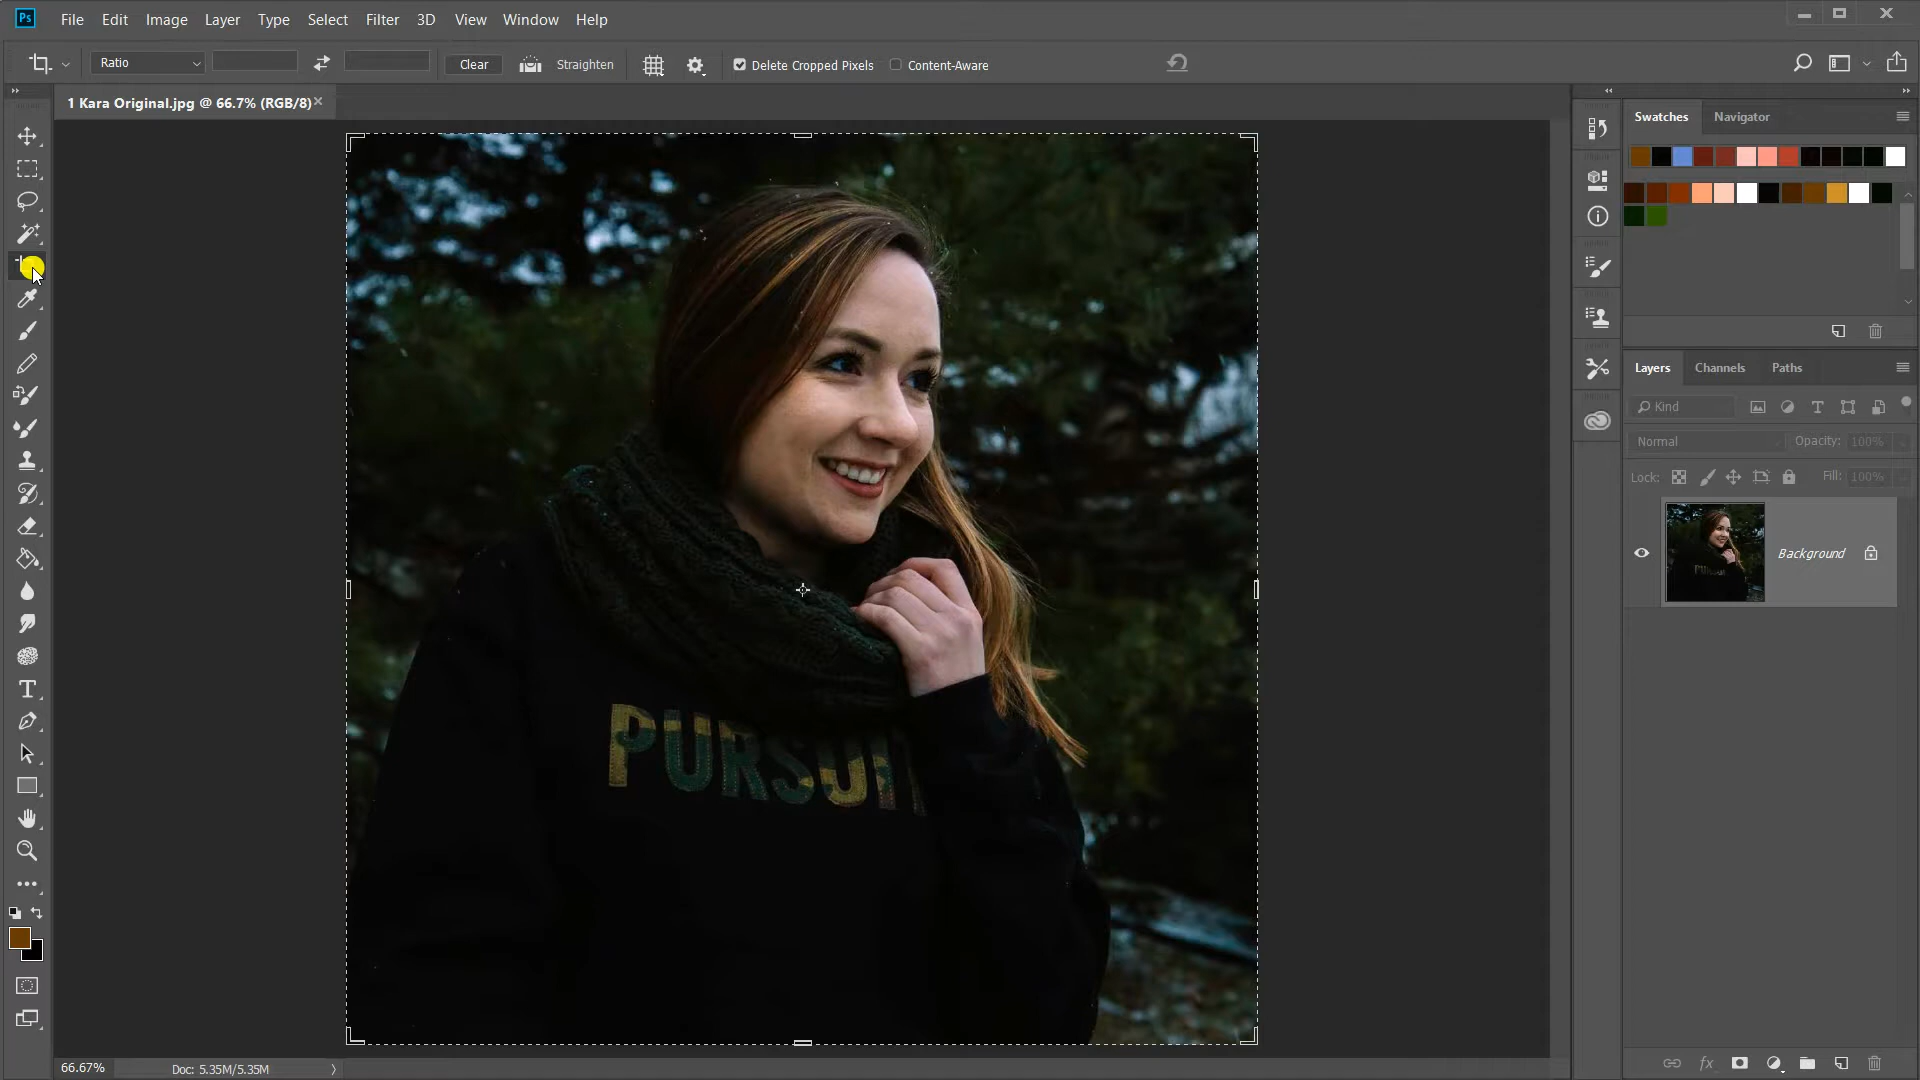 Ps File Edit Image Layer Type Select Filter 3D View Window Help
Ratio Clear Straighten Delete Cropped Pixels Content-Aware
1 Kara Original.jpg @ 66.7% (RGB/8)
Swatches Navigator
Layers Channels Paths
Kind
Normal Opacity: 100%
Lock: Fill: 100%
Background
PURSUI
66.67% Doc: 5.35M/5.35M
fx